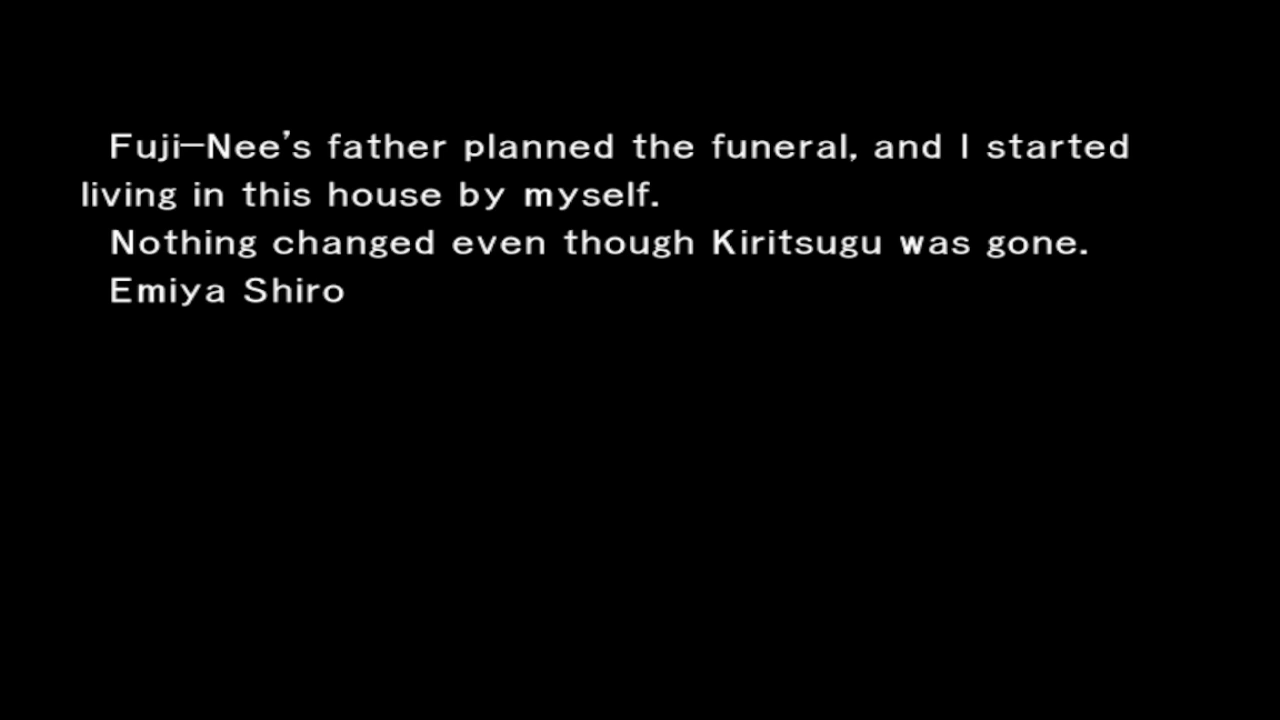 Fuji—Nee's father planned the funeral, and I started
living in this house by myself.
Nothing changed even though Kiritsugu was gone.
Emiya Shiro